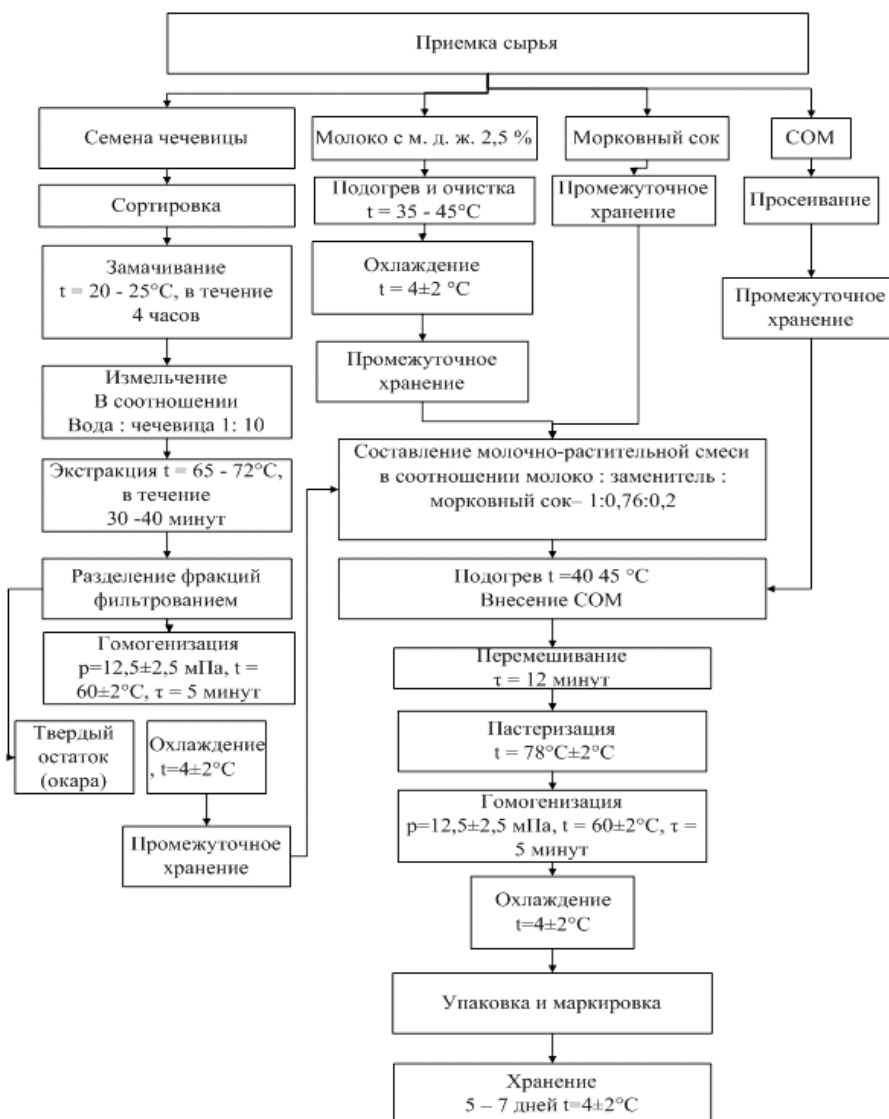 Приемка сырья
Семена чечевицы
Молоко с м. д. ж. 2,5 %
Морковный сок
СОМ
Сортировка
Подогрев и очистка
t = 35 - 45°С
Промежуточное
хранение
Просеивание
Замачивание
t = 20 - 25°С, в течение
4 часов
Охлаждение
t = 4±2 °С
Промежуточное
хранение
Промежуточное
хранение
Измельчение
В соотношении
Вода : чечевица 1: 10
Экстракция t = 65 - 72°С,
в течение
30 -40 минут
Составление молочно-растительной смеси
в соотношении молоко : заменитель :
морковный сок– 1:0,76:0,2
Разделение фракций
фильтрованием
Подогрев t =40 45 °С
Внесение СОМ
Гомогенизация
р=12,5±2,5 мПа, t =
60±2°С, τ = 5 минут
Перемешивание
τ = 12 минут
Твердый
остаток
(окара)
Охлаждение
, t=4±2°С
Пастеризация
t = 78°С±2°С
Промежуточное
хранение
Гомогенизация
р=12,5±2,5 мПа, t = 60±2°С, τ =
5 минут
Охлаждение
t=4±2°С
Упаковка и маркировка
Хранение
5 – 7 дней t=4±2°С